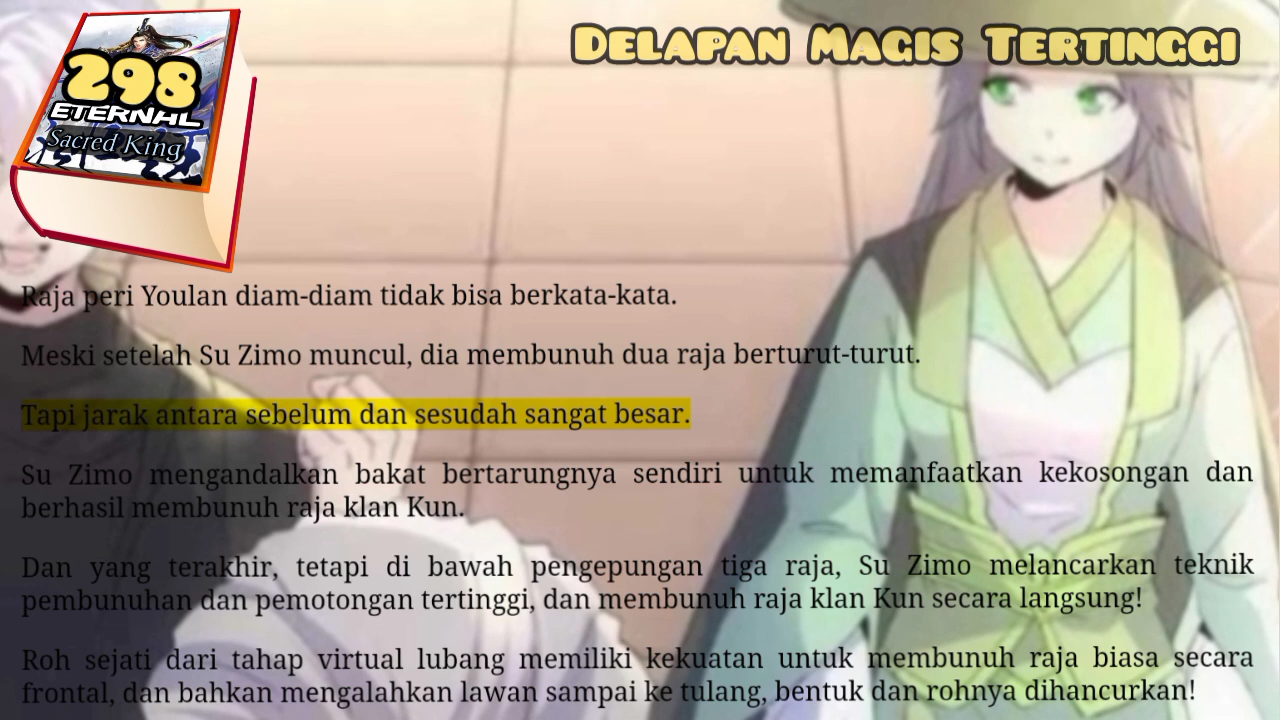 Delapan Magis Tertinggi
298
ETERNAL
Sacred King
Raja peri Youlan diam-diam tidak bisa berkata-kata.
Meski setelah Su Zimo muncul, dia membunuh dua raja berturut-turut.
Tapi jarak antara sebelum dan sesudah sangat besar.
Su Zimo mengandalkan bakat bertarungnya sendiri untuk memanfaatkan kekosongan dan
berhasil membunuh raja klan Kun.
Dan yang terakhir, tetapi di bawah pengepungan tiga raja, Su Zimo melancarkan teknik
pembunuhan dan pemotongan tertinggi, dan membunuh raja klan Kun secara langsung!
Roh sejati dari tahap virtual lubang memiliki kekuatan untuk membunuh raja biasa secara
frontal, dan bahkan mengalahkan lawan sampai ke tulang, bentuk dan rohnya dihancurkan!